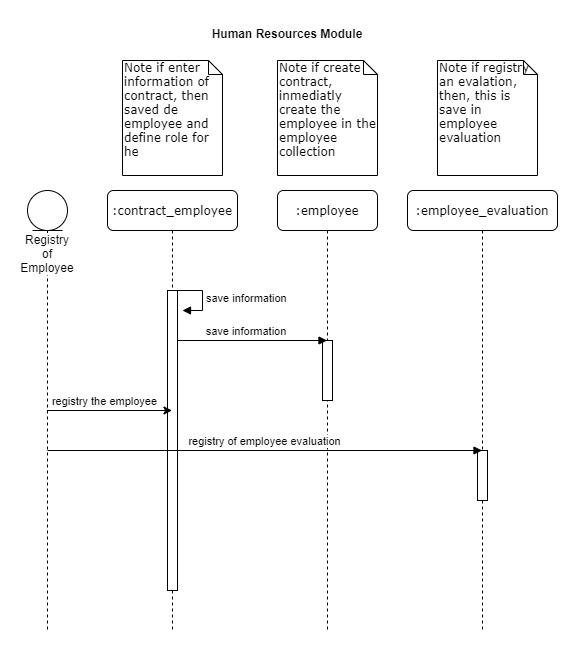 Human Resources Module
Note if enter
information of
contract, then
saved de
employee and
define role for
he
Note if create
contract,
inmediatly
create the
employee in the
employee
collection
Note if registry
an evalation,
then, this is
save in
employee
evaluation
Registry
of
Employee
:contract_employee
:employee
:employee_evaluation
save information
save information
registry the employee
registry of employee evaluation